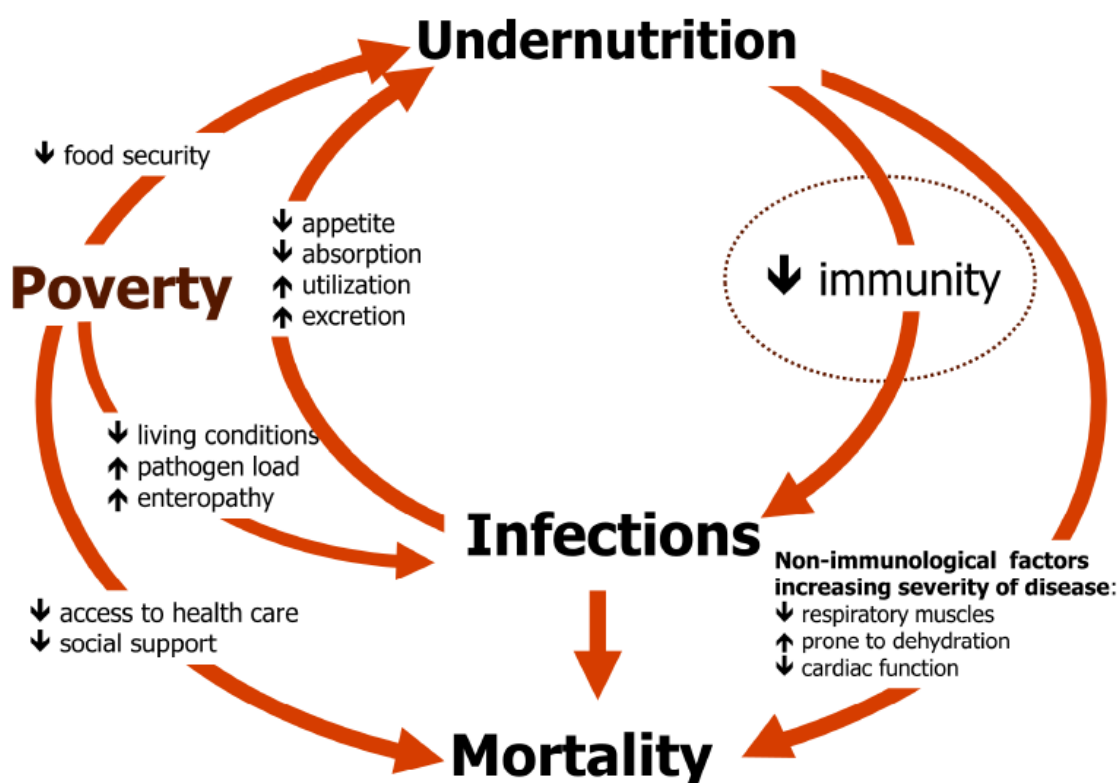 Undernutrition
↓ food security
↓ appetite
↓ absorption
↑ utilization
↑ excretion
Poverty
↓ immunity
↓ living conditions
↑ pathogen load
↑ enteropathy
Infections
Non-immunological factors
increasing severity of disease:
↓ respiratory muscles
↑ prone to dehydration
↓ cardiac function
↓ access to health care
↓ social support
Mortality